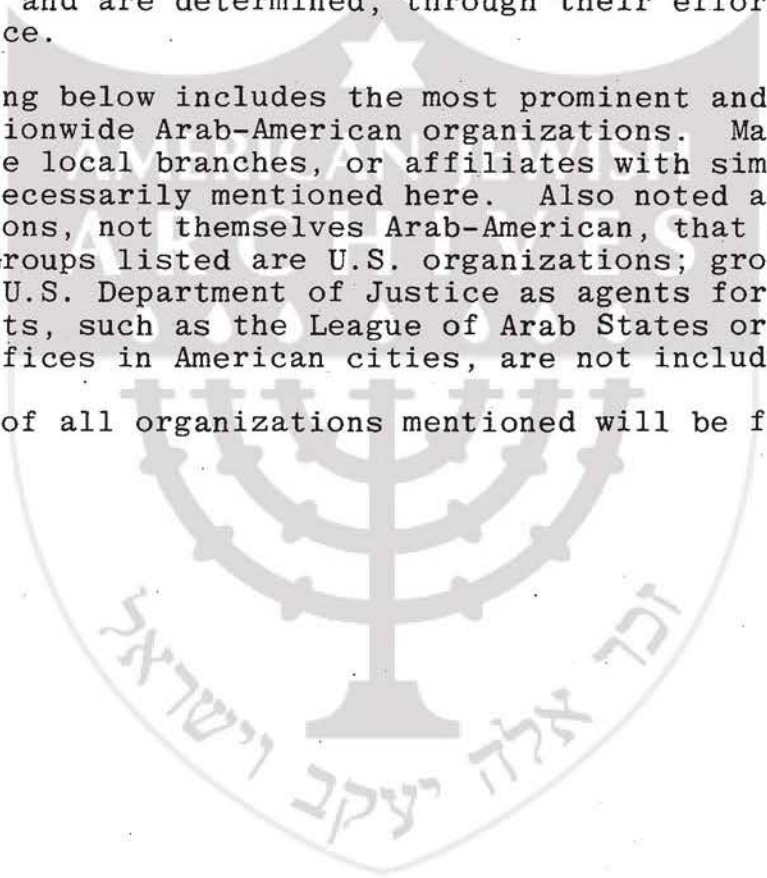 and are determined, through their effor
ce.
ng below includes the most prominent and
ionwide Arab-American organizations. Ma
e local branches, or affiliates with sim
ecessarily mentioned here. Also noted a
ons, not themselves Arab-American, that
roups listed are U.S. organizations; gro
U.S. Department of Justice as agents for
ts, such as the League of Arab States or
fices in American cities, are not includ
of all organizations mentioned will be f
AMERICAN JEWISH
ARCHIVES
זכר אלה יעקב וישראל